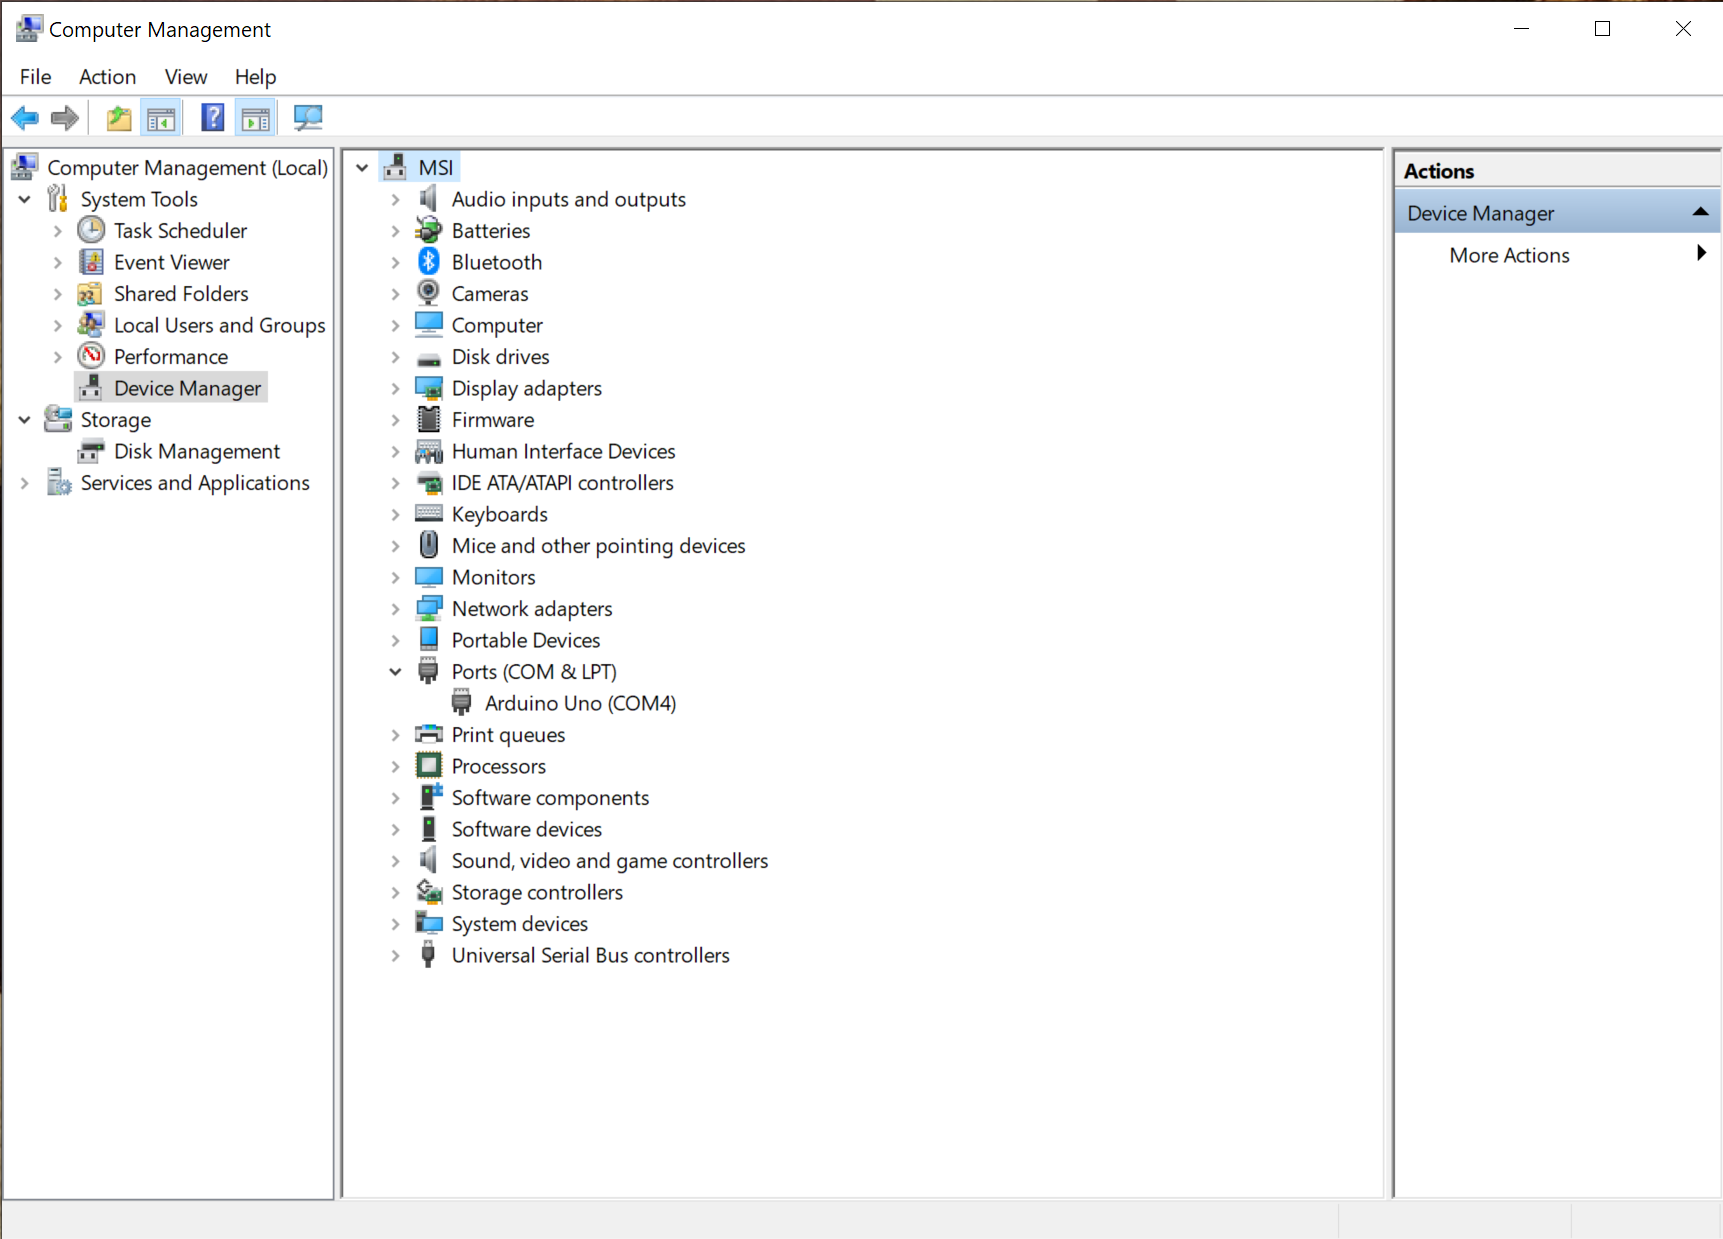 Computer Management
File Action View Help
Computer Management (Local)
System Tools
Task Scheduler
Event Viewer
Shared Folders
Local Users and Groups
Performance
Device Manager
Storage
Disk Management
Services and Applications
MSI
Audio inputs and outputs
Batteries
Bluetooth
Cameras
Computer
Disk drives
Display adapters
Firmware
Human Interface Devices
IDE ATA/ATAPI controllers
Keyboards
Mice and other pointing devices
Monitors
Network adapters
Portable Devices
Ports (COM & LPT)
Arduino Uno (COM4)
Print queues
Processors
Software components
Software devices
Sound, video and game controllers
Storage controllers
System devices
Universal Serial Bus controllers
Actions
Device Manager
More Actions